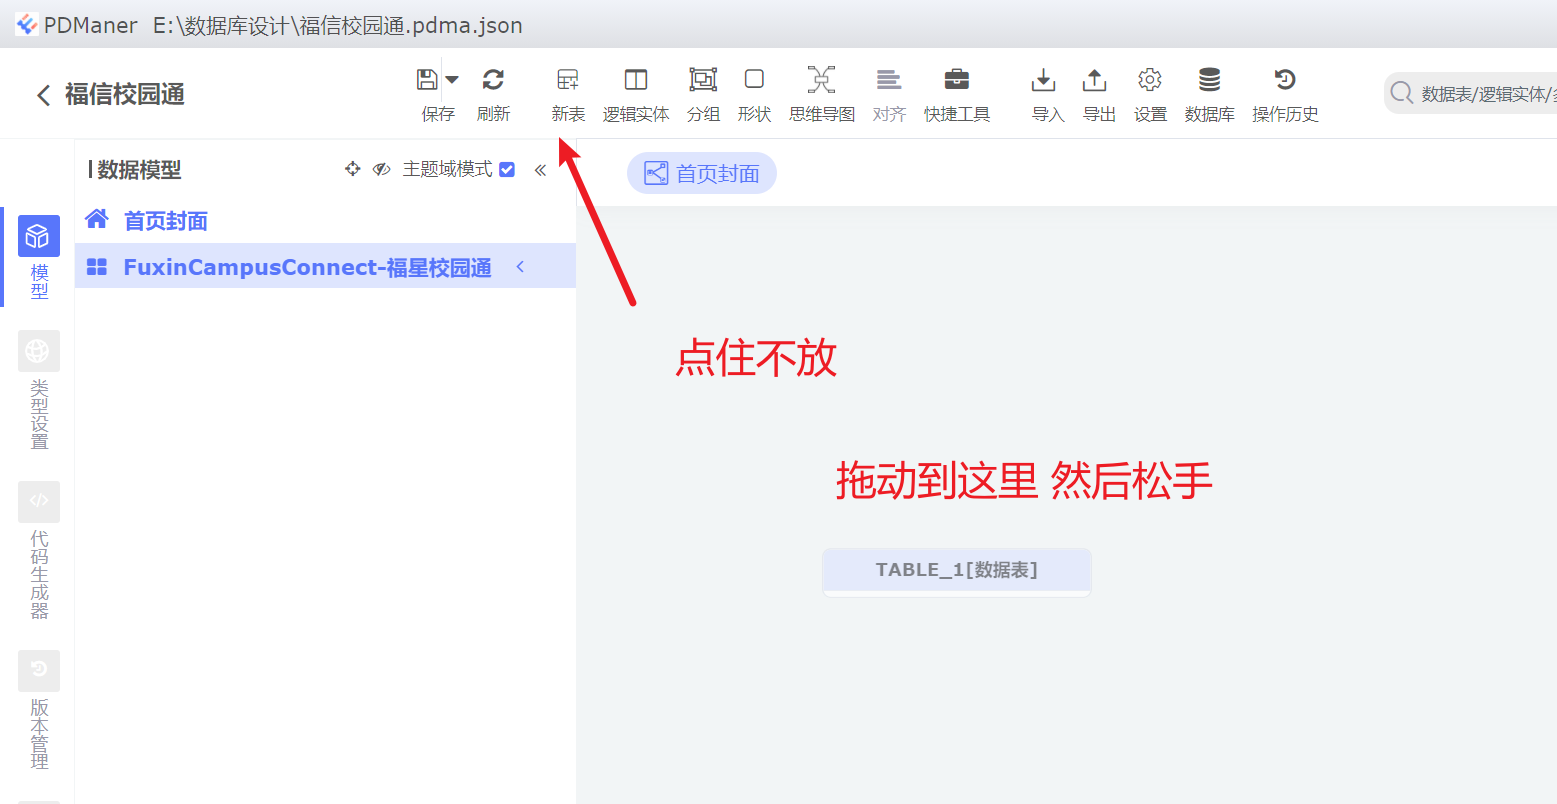 PDManer E:\数据库设计\福信校园通.pdma.json
福信校园通
保存 刷新 新表 逻辑实体 分组 形状 思维导图 对齐 快捷工具 导入 导出 设置 数据库 操作历史
数据表/逻辑实体/
数据模型 主题域模式
首页封面
首页封面
FuxinCampusConnect-福星校园通
模型
类型设置
代码生成器
版本管理
点住不放
拖动到这里 然后松手
TABLE_1[数据表]